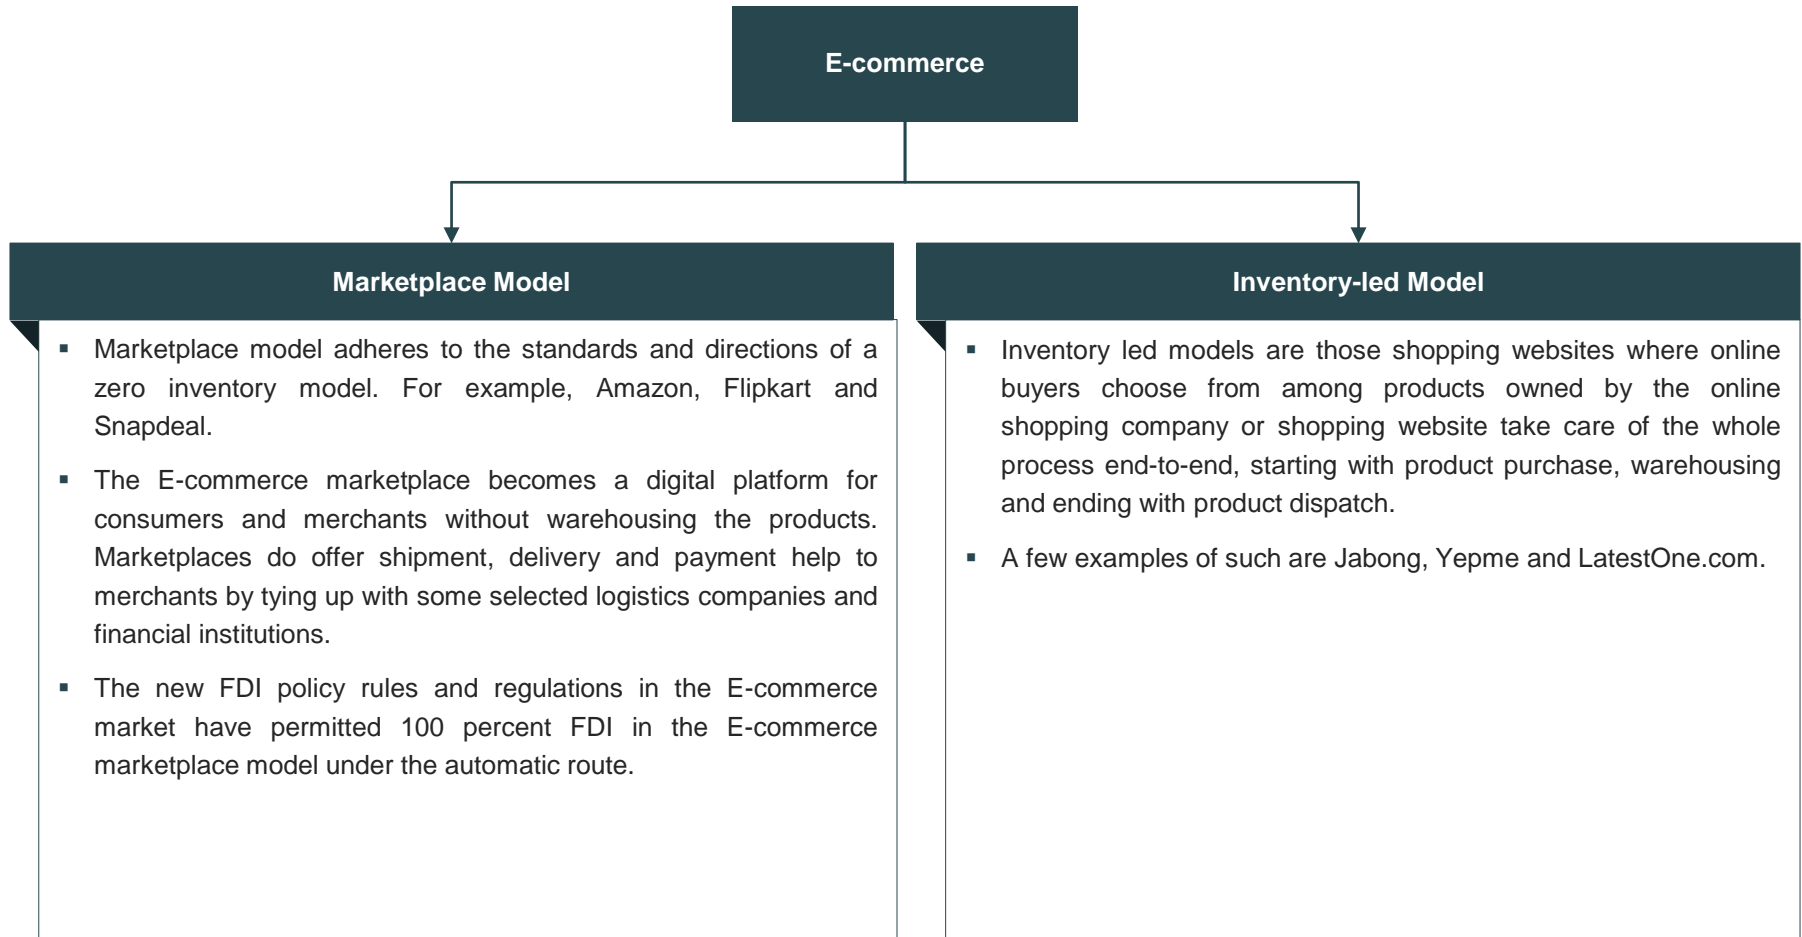 E-commerce
Marketplace Model
▪ Marketplace model adheres to the standards and directions of a
zero inventory model. For example, Amazon, Flipkart and
Snapdeal.
▪ The E-commerce marketplace becomes a digital platform for
consumers and merchants without warehousing the products.
Marketplaces do offer shipment, delivery and payment help to
merchants by tying up with some selected logistics companies and
financial institutions.
▪ The new FDI policy rules and regulations in the E-commerce
market have permitted 100 percent FDI in the E-commerce
marketplace model under the automatic route.
Inventory-led Model
▪ Inventory led models are those shopping websites where online
buyers choose from among products owned by the online
shopping company or shopping website take care of the whole
process end-to-end, starting with product purchase, warehousing
and ending with product dispatch.
▪ A few examples of such are Jabong, Yepme and LatestOne.com.